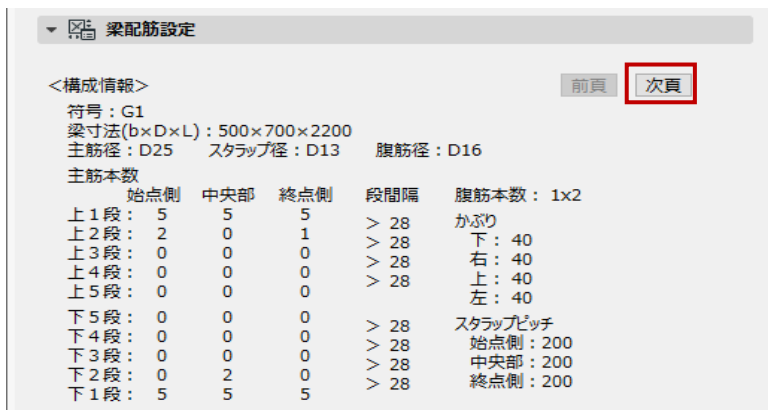 梁配筋設定
<構成情報> 前頁 次頁
符号：G1
梁寸法(b×D×L)：500×700×2200
主筋径：D25 スタラップ径：D13 腹筋径：D16
主筋本数
始点側 中央部 終点側 段間隔 腹筋本数： 1x2
上1段： 5 5 5
> 28 かぶり
上2段： 2 0 1
> 28 下： 40
上3段： 0 0 0
> 28 右： 40
上4段： 0 0 0
> 28 上： 40
上5段： 0 0 0
左： 40
下5段： 0 0 0
> 28 スタラップピッチ
下4段： 0 0 0
> 28 始点側：200
下3段： 0 0 0
> 28 中央部：200
下2段： 0 2 0
> 28 終点側：200
下1段： 5 5 5